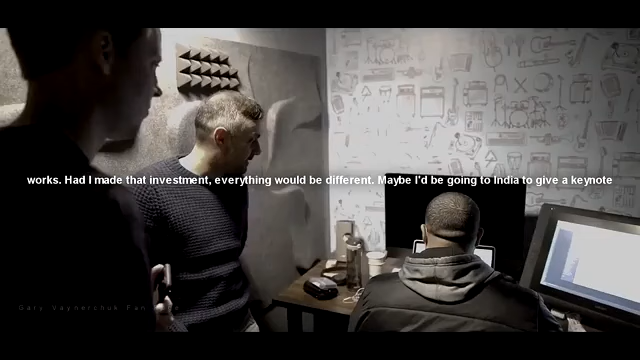 works. Had I made that investment, everything would be different. Maybe I'd be going to India to give a keynote
Gary Vaynerchuk Fan